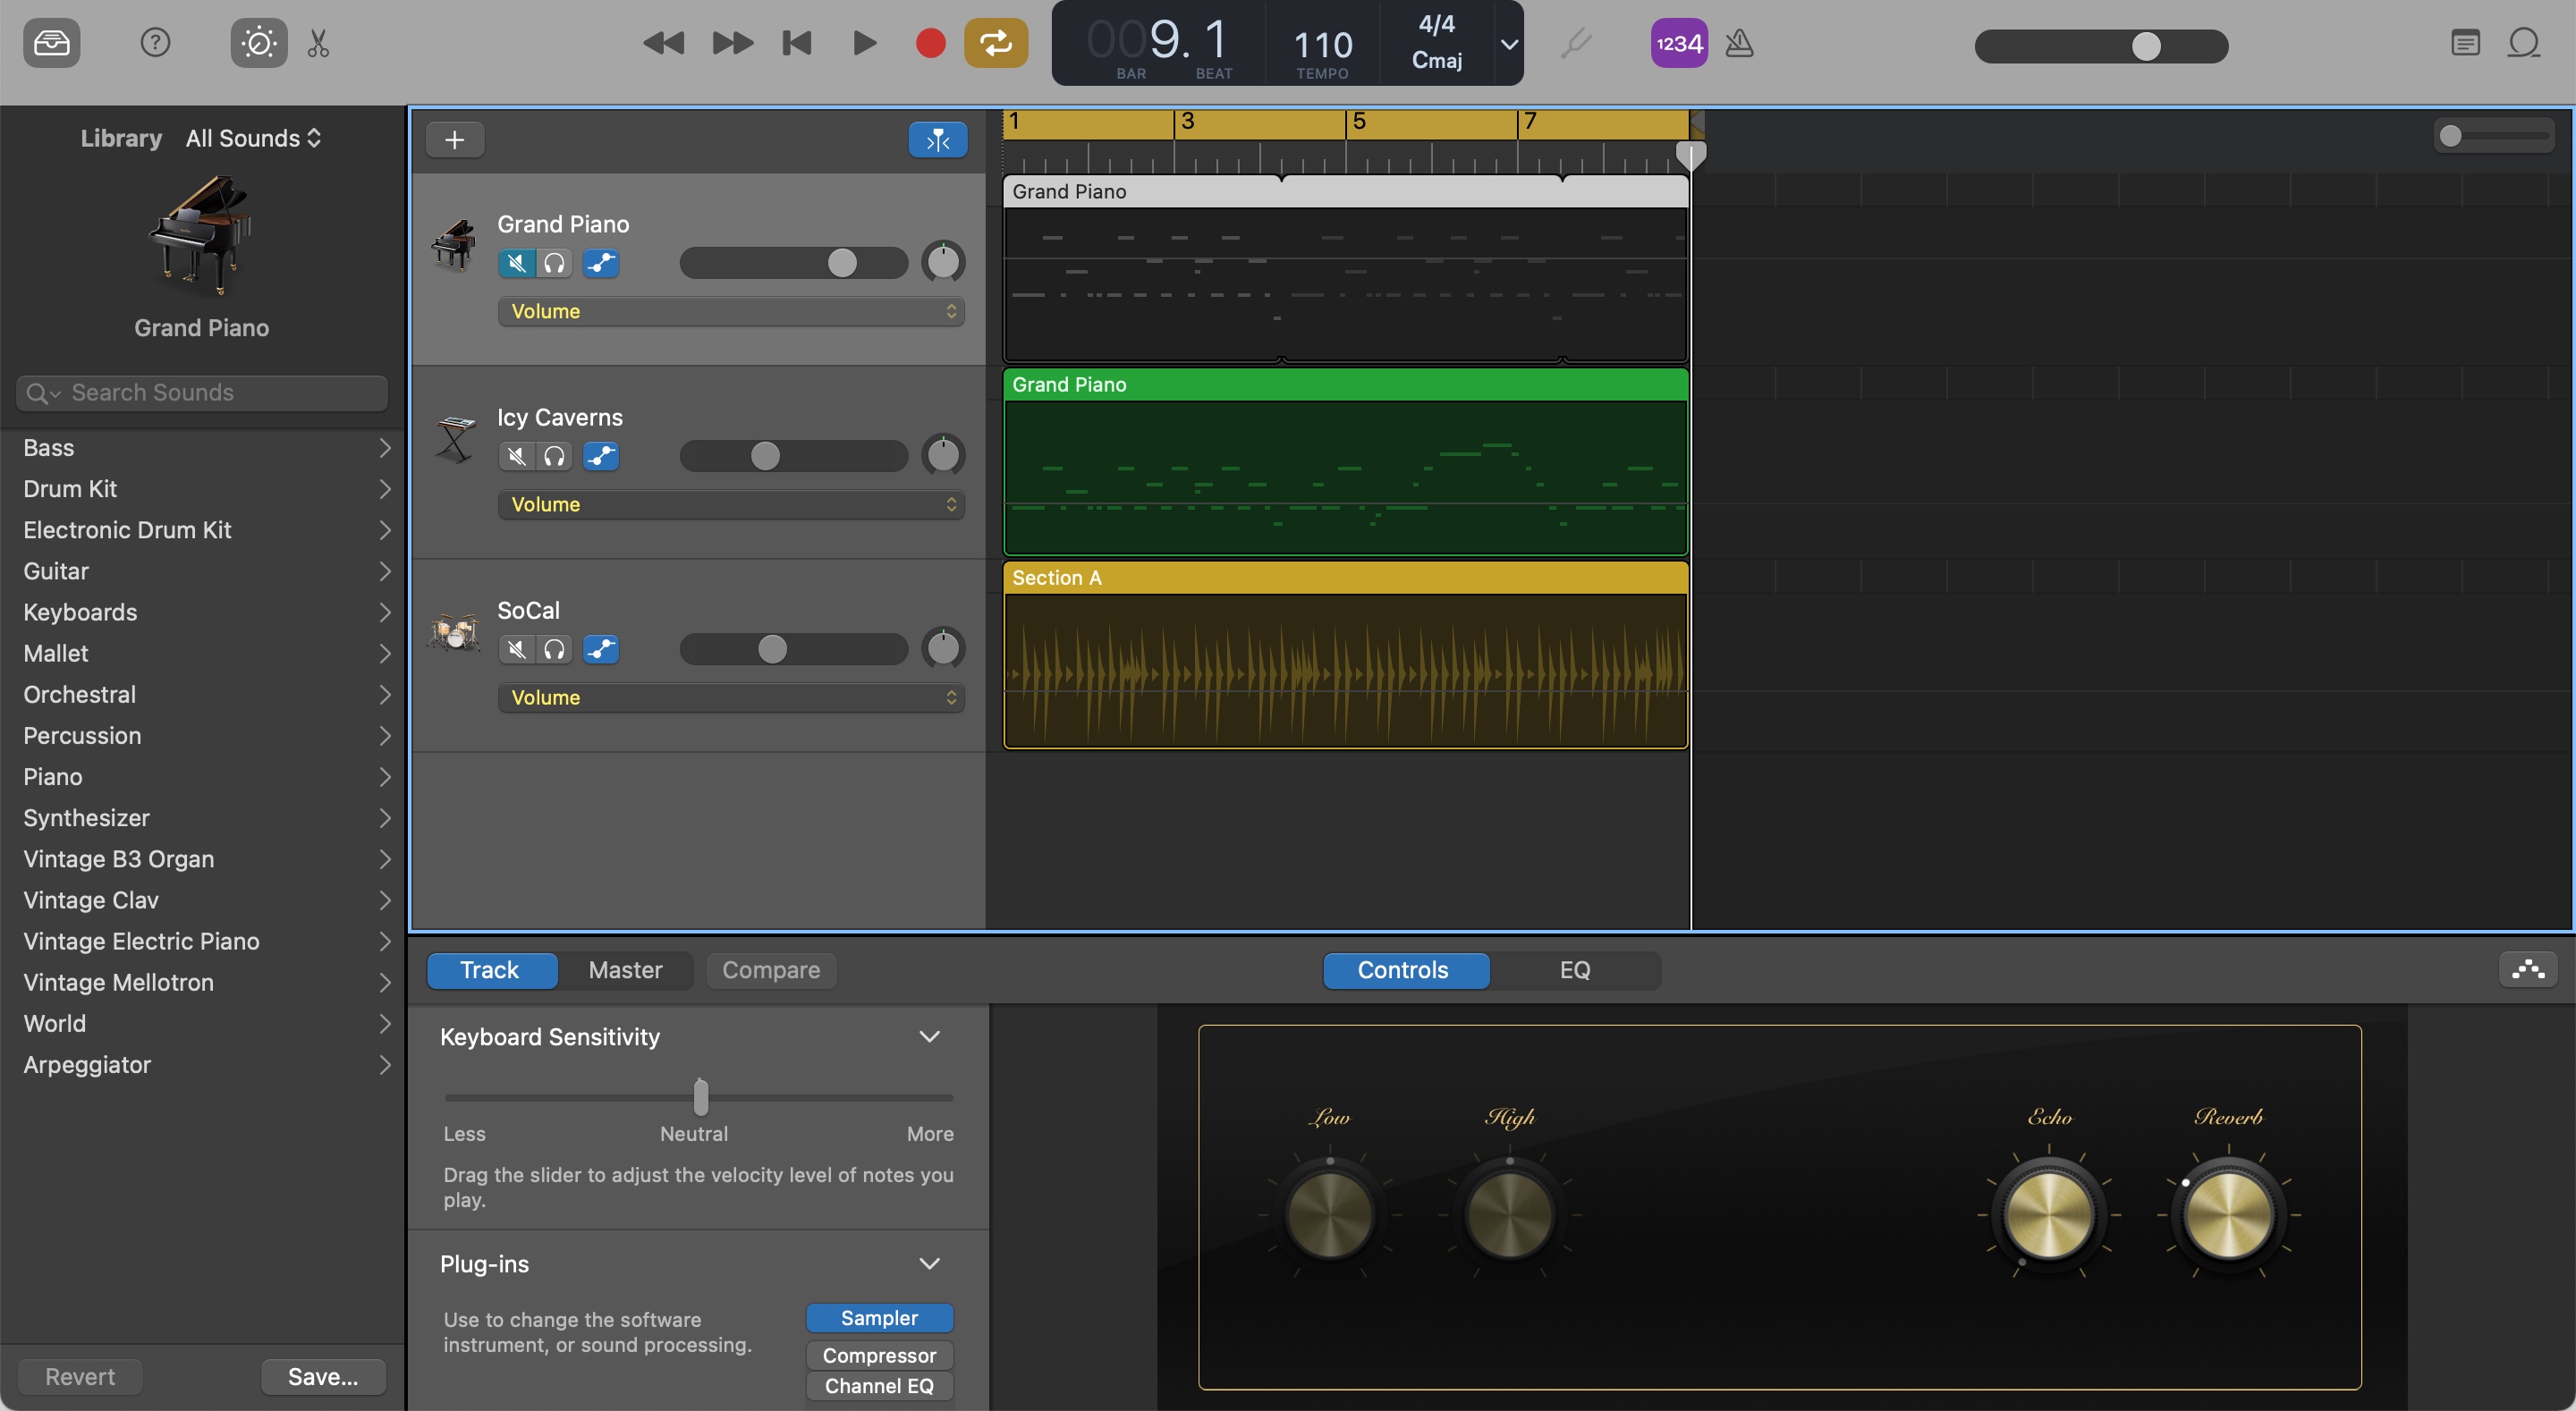 009. 1
BAR BEAT
110
TEMPO
4/4
Cmaj
1234
Library All Sounds
Grand Piano
Search Sounds
Bass
Drum Kit
Electronic Drum Kit
Guitar
Keyboards
Mallet
Orchestral
Percussion
Piano
Synthesizer
Vintage B3 Organ
Vintage Clav
Vintage Electric Piano
Vintage Mellotron
World
Arpeggiator
Revert Save...
1 3 5 7
Grand Piano
Volume
Grand Piano
Icy Caverns
Volume
Grand Piano
SoCal
Volume
Section A
Track Master Compare Controls EQ
Keyboard Sensitivity
Less Neutral More
Drag the slider to adjust the velocity level of notes you
play.
Plug-ins
Use to change the software
instrument, or sound processing.
Sampler
Compressor
Channel EQ
Low High Echo Reverb